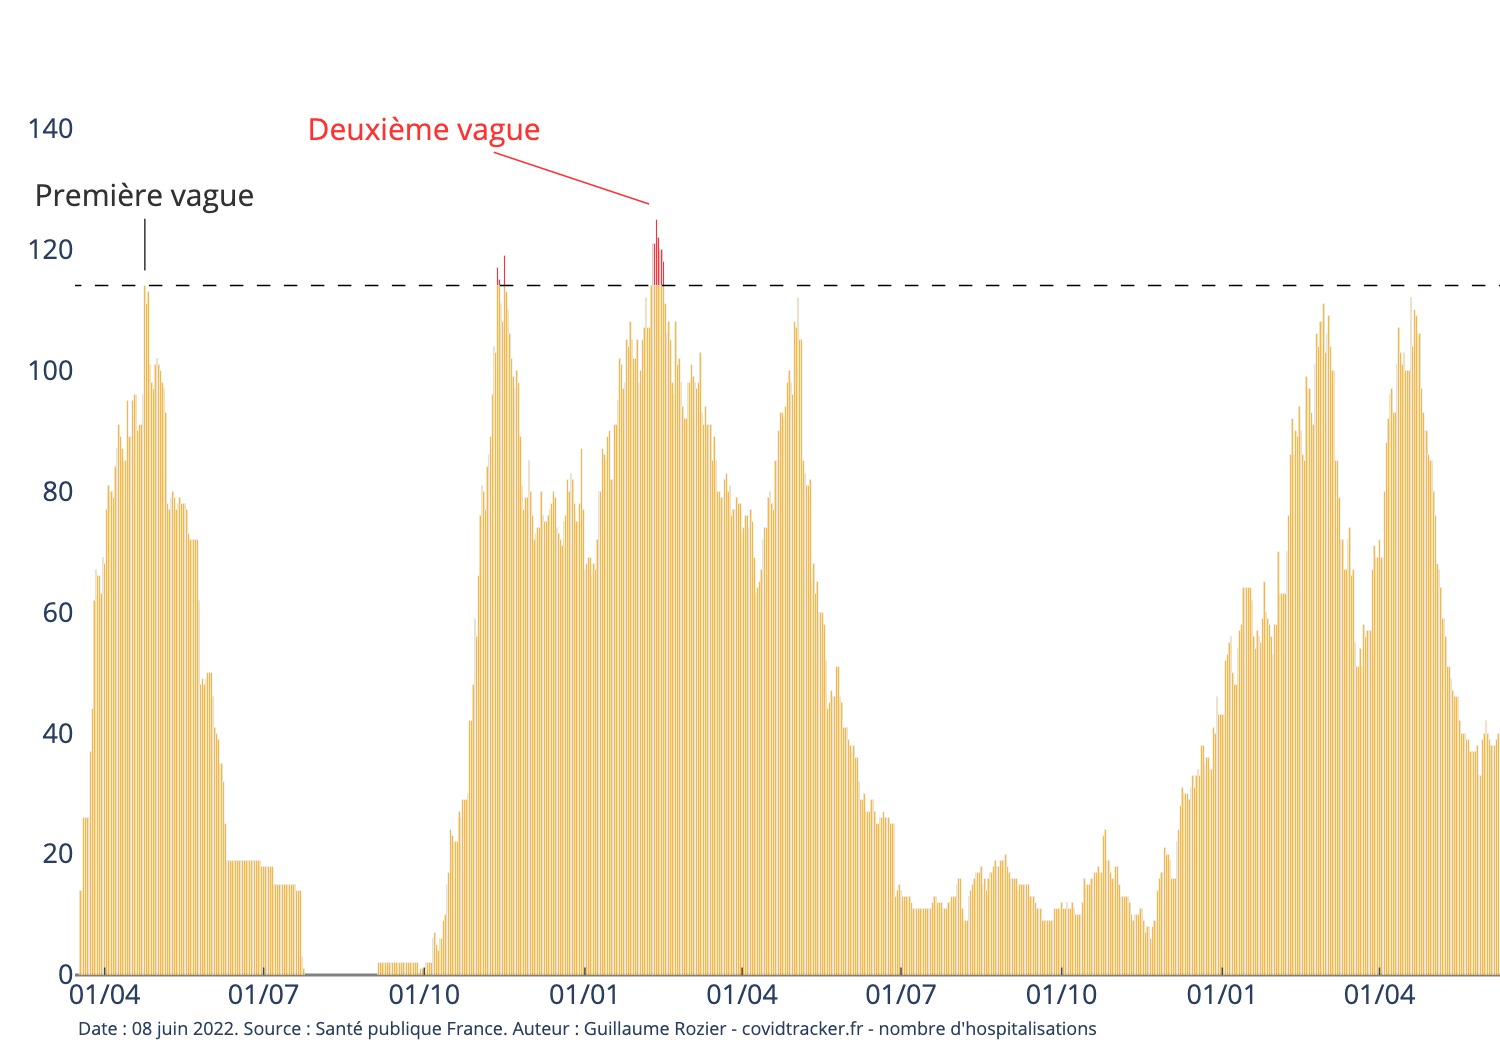 140
Deuxième vague
Première vague
120
100
80
60
40
20
0
01/04 01/07 01/10 01/01 01/04 01/07 01/10 01/01 01/04
Date : 08 juin 2022. Source : Santé publique France. Auteur : Guillaume Rozier - covidtracker.fr - nombre d'hospitalisations